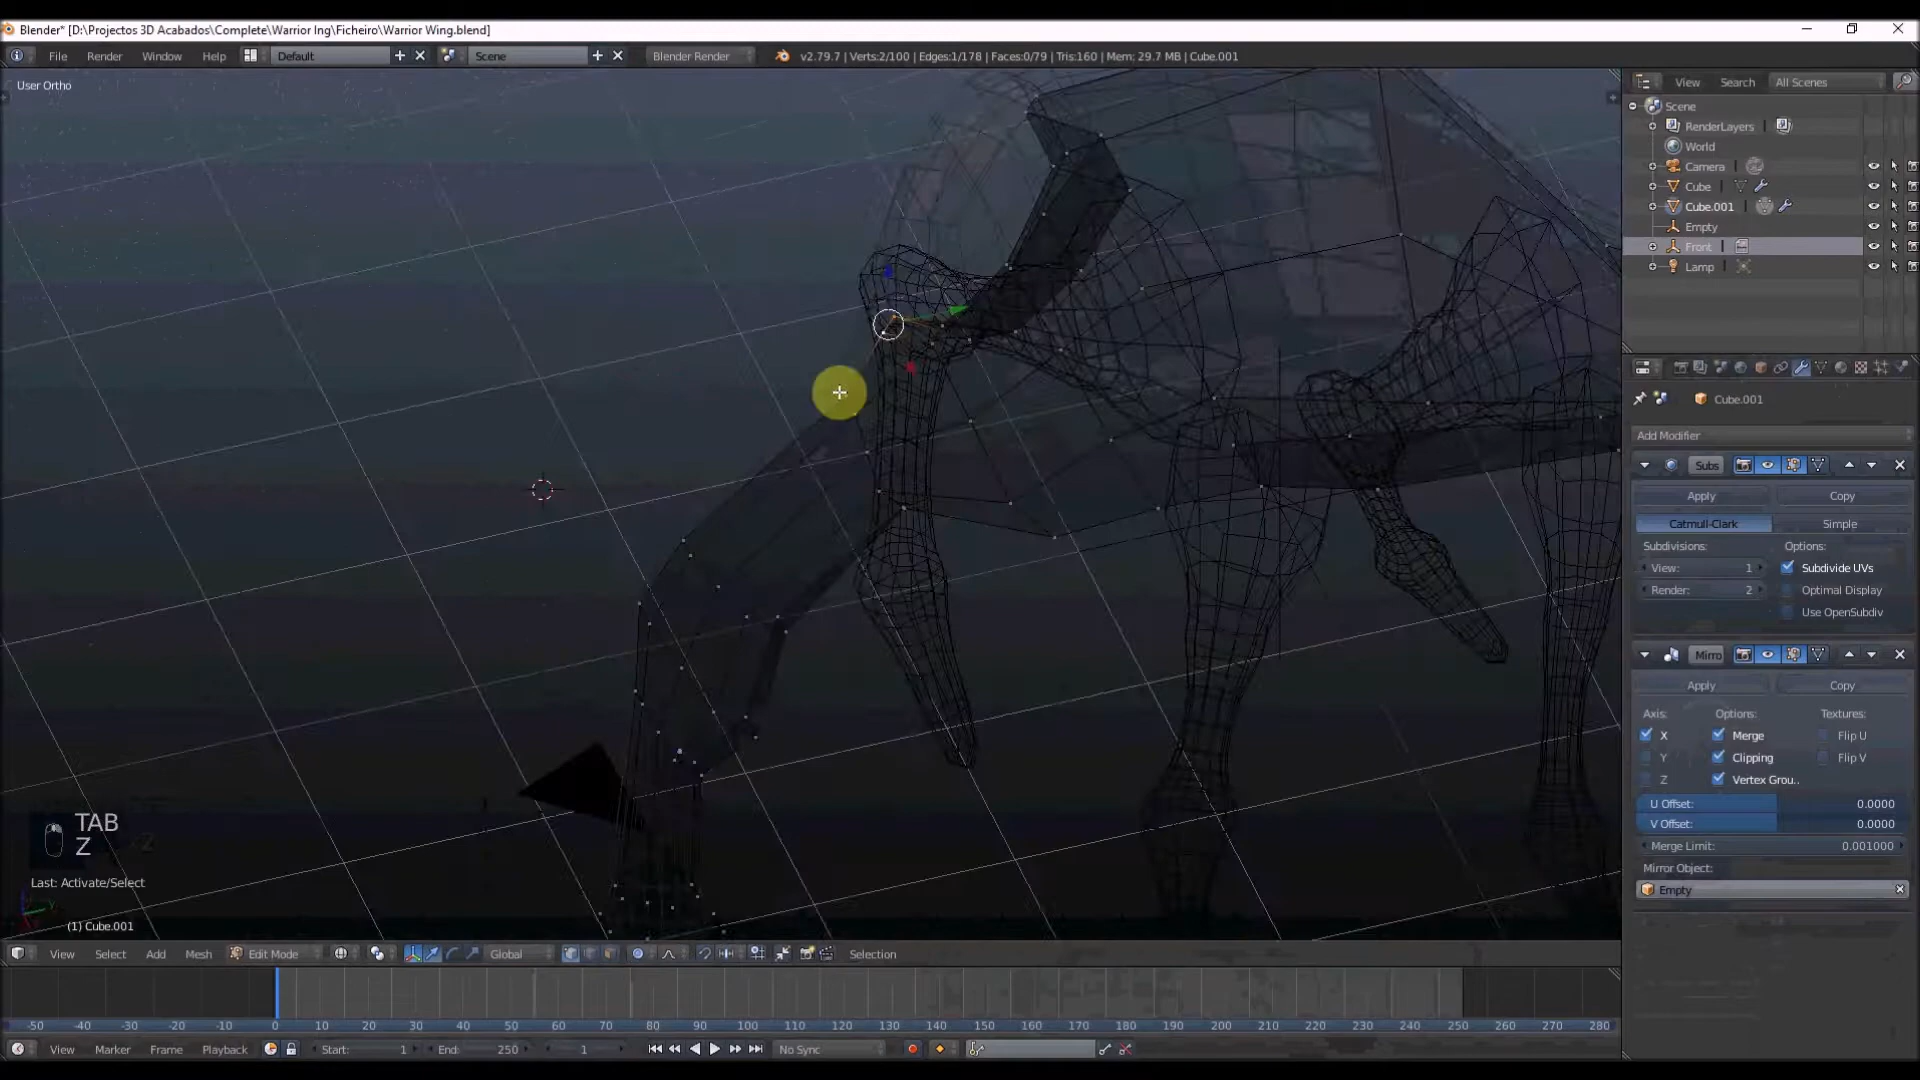 Blender* [D:\Projectos 3D Acabados\Complete\Warrior Ing\Ficheiro\Warrior Wing.blend]
File Render Window Help Default Scene Blender Render v2.79.7 | Verts:2/100 | Edges:1/178 | Faces:0/79 | Tris:160 | Mem: 29.7 MB | Cube.001
User Ortho
View Search All Scenes
Scene
RenderLayers
World
Camera
Cube
Cube.001
Empty
Front
Lamp
Cube.001
Add Modifier
Subs
Apply Copy
Catmull-Clark Simple
Subdivisions: Options:
View: 1 Subdivide UVs
Render: 2 Optimal Display
Use OpenSubdiv
Mirro
Apply Copy
Axis: Options: Textures:
X Merge Flip U
Y Clipping Flip V
Z Vertex Grou..
U Offset: 0.0000
V Offset: 0.0000
Merge Limit: 0.001000
Mirror Object:
Empty
TAB
Z
Last: Activate/Select
(1) Cube.001
View Select Add Mesh Edit Mode Global Selection
-50 -40 -30 -20 -10 0 10 20 30 40 50 60 70 80 90 100 110 120 130 140 150 160 170 180 190 200 210 220 230 240 250 260 270 280
View Marker Frame Playback Start: 1 End: 250 1 No Sync